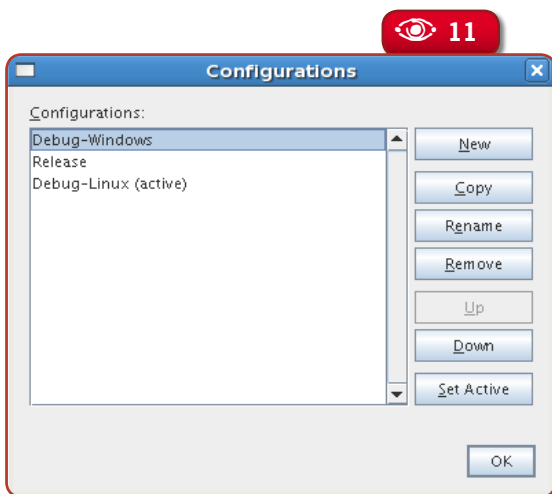 11
Configurations
Configurations:
Debug-Windows
Release
Debug-Linux (active)
New
Copy
Rename
Remove
Up
Down
Set Active
OK